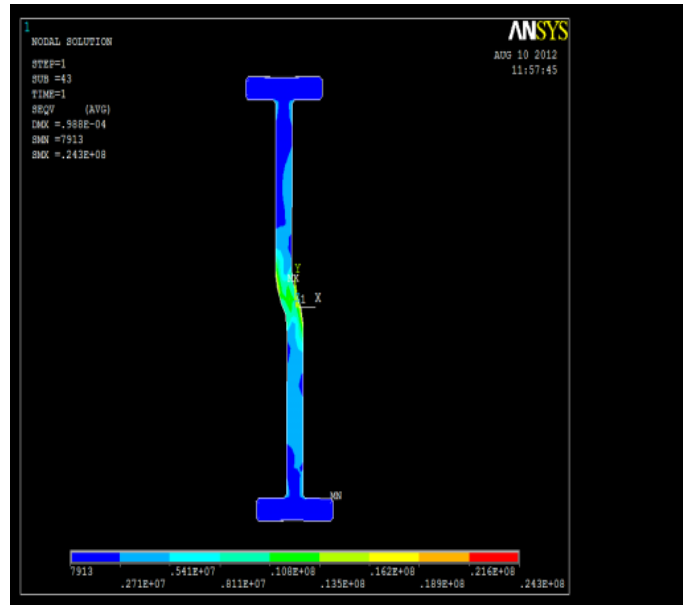 1
NODAL SOLUTION
STEP=1
SUB =43
TIME=1
SEQV (AVG)
DMX =.988E-04
SMN =7913
SMX =.243E+08
ANSYS
AUG 10 2012
11:57:45
Y
X
MN
7913 .541E+07 .108E+08 .162E+08 .216E+08
.271E+07 .811E+07 .135E+08 .189E+08 .243E+08